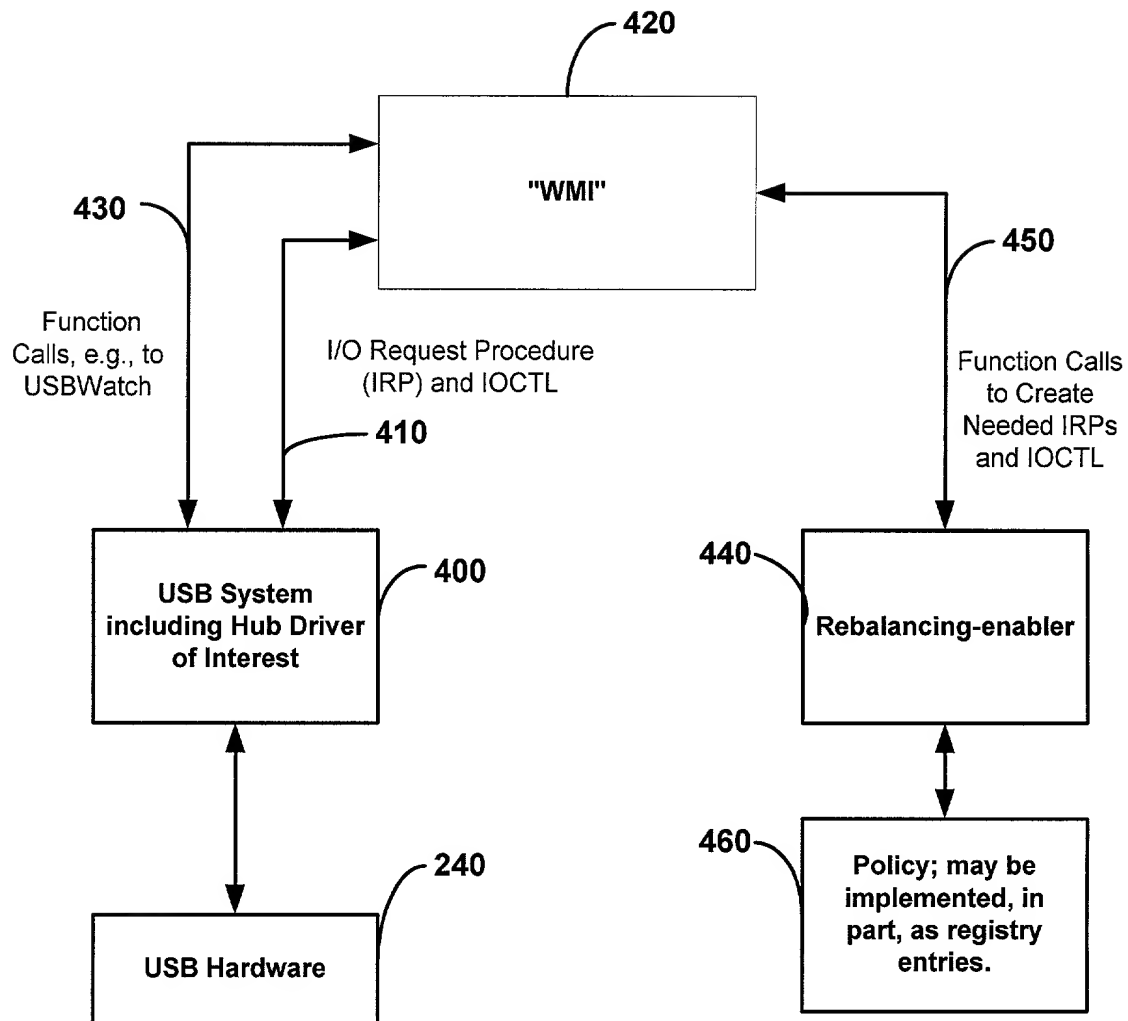 420
"WMI"
430
450
Function
Calls, e.g., to
USBWatch
I/O Request Procedure
(IRP) and IOCTL
410
Function Calls
to Create
Needed IRPs
and IOCTL
USB System
including Hub Driver
of Interest
400
440
Rebalancing-enabler
240
USB Hardware
460
Policy; may be
implemented, in
part, as registry
entries.